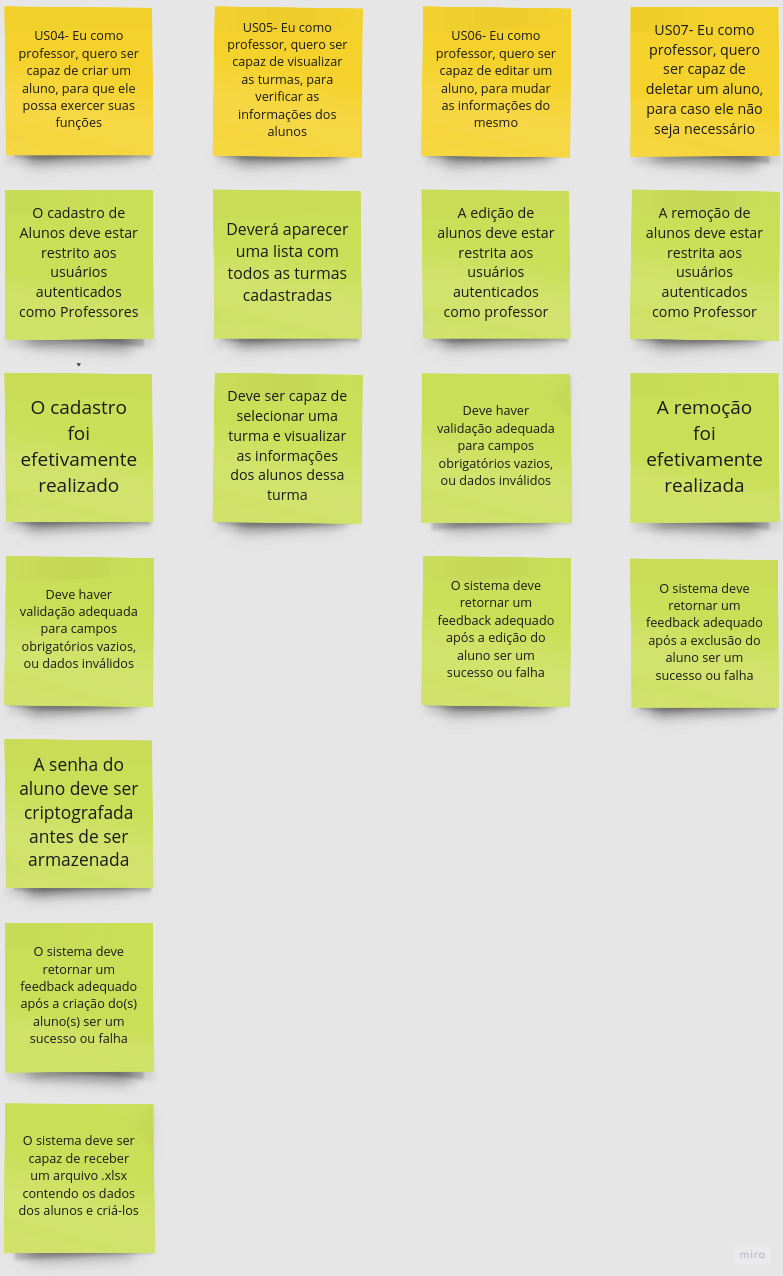 US04- Eu como
professor, quero ser
capaz de criar um
aluno, para que ele
possa exercer suas
funções
O cadastro de
Alunos deve estar
restrito aos
usuários
autenticados
como Professores
O cadastro
foi
efetivamente
realizado
Deve haver
validação adequada
para campos
obrigatórios vazios,
ou dados inválidos
A senha do
aluno deve ser
criptografada
antes de ser
armazenada
O sistema deve
retornar um
feedback adequado
após a criação do(s)
aluno(s) ser um
sucesso ou falha
O sistema deve ser
capaz de receber
um arquivo .xlsx
contendo os dados
dos alunos e criá-los
US05- Eu como
professor, quero ser
capaz de visualizar
as turmas, para
verificar as
informações dos
alunos
Deverá aparecer
uma lista com
todos as turmas
cadastradas
Deve ser capaz de
selecionar uma
turma e visualizar
as informações
dos alunos dessa
turma
US06- Eu como
professor, quero ser
capaz de editar um
aluno, para mudar
as informações do
mesmo
A edição de
alunos deve estar
restrita aos
usuários
autenticados
como professor
Deve haver
validação adequada
para campos
obrigatórios vazios,
ou dados inválidos
O sistema deve
retornar um
feedback adequado
após a edição do
aluno ser um
sucesso ou falha
US07- Eu como
professor, quero
ser capaz de
deletar um aluno,
para caso ele não
seja necessário
A remoção de
alunos deve estar
restrita aos
usuários
autenticados
como Professor
A remoção
foi
efetivamente
realizada
O sistema deve
retornar um
feedback adequado
após a exclusão do
aluno ser um
sucesso ou falha
miro